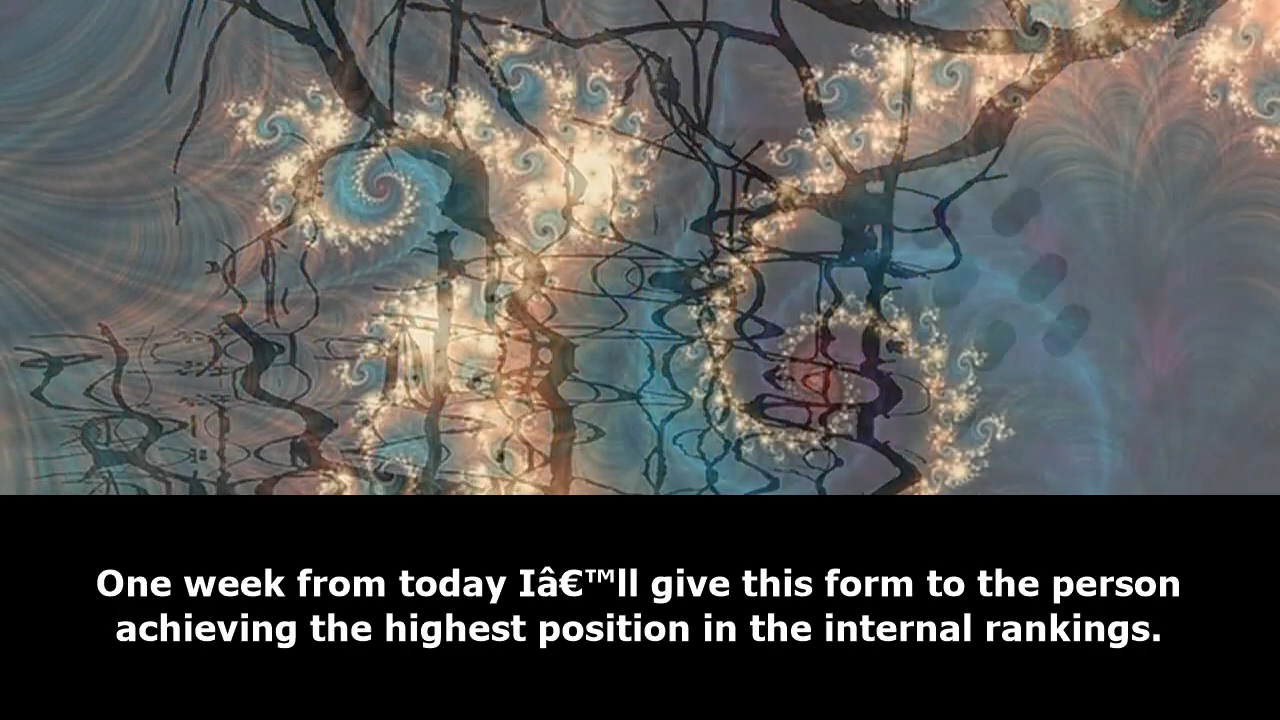 One week from today Iâ€™ll give this form to the person
achieving the highest position in the internal rankings.